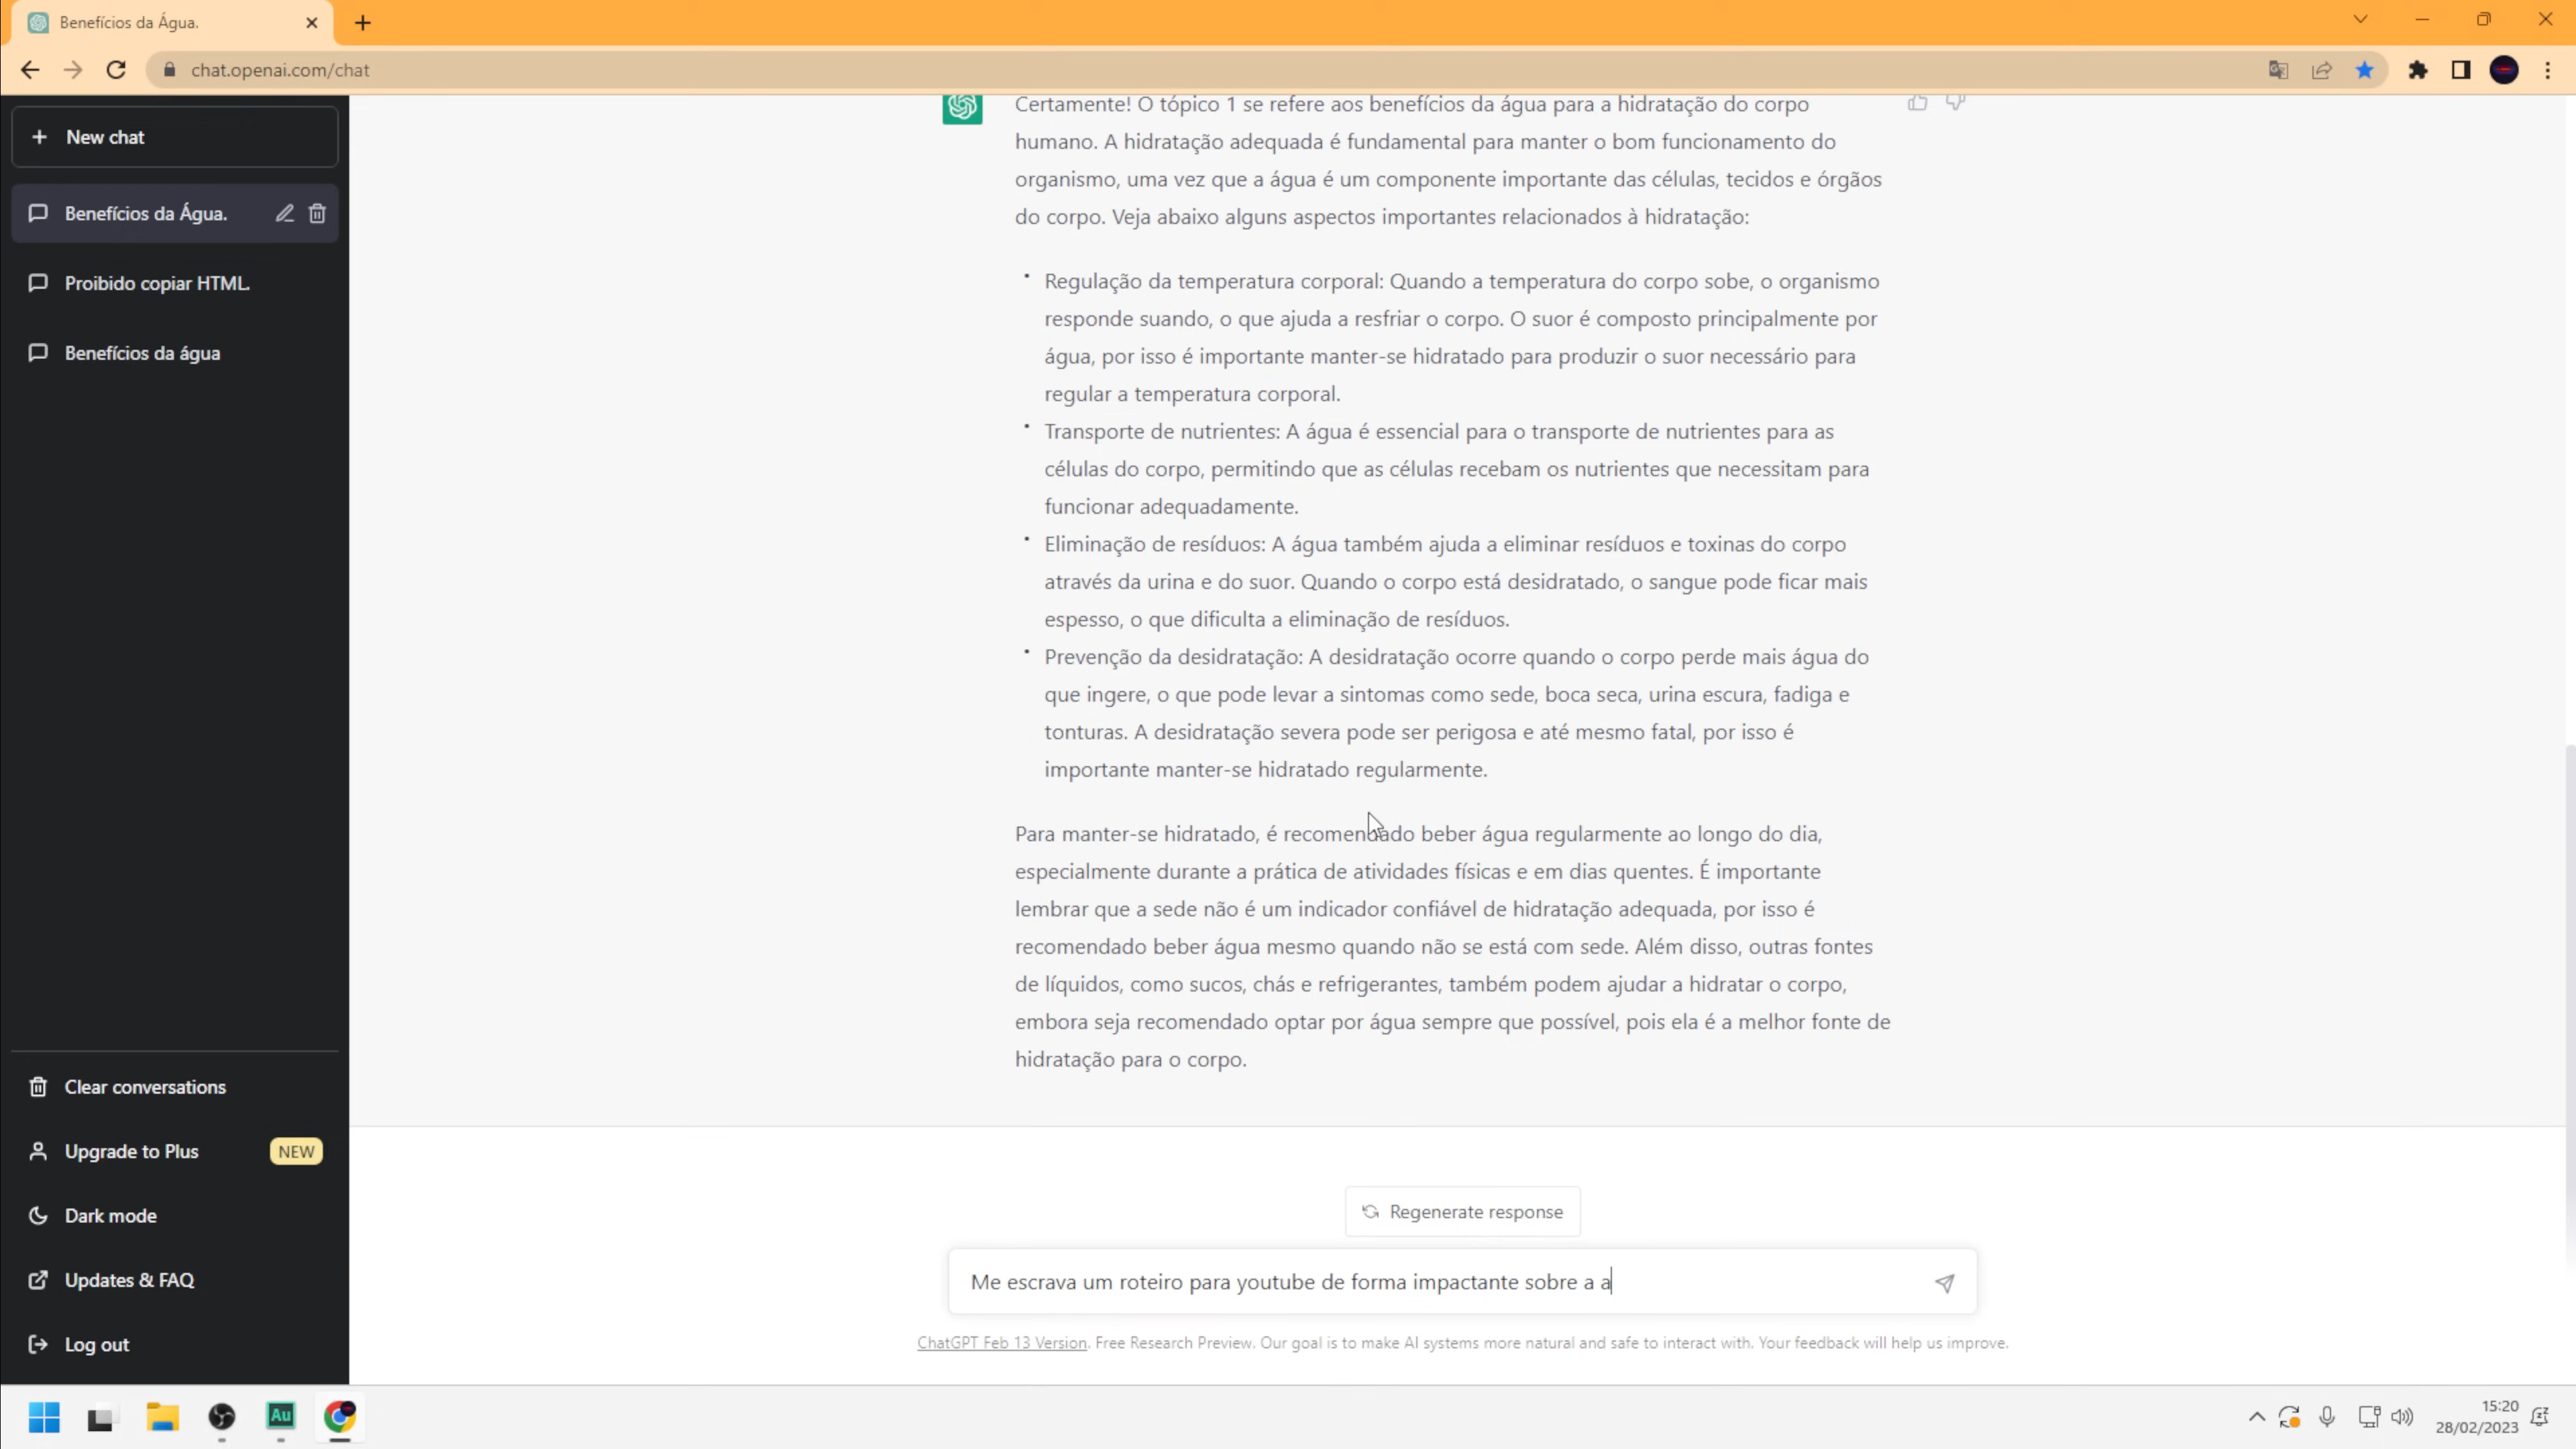 Benefícios da Água.
chat.openai.com/chat
New chat
Benefícios da Água.
Proibido copiar HTML.
Benefícios da água
Clear conversations
Upgrade to Plus NEW
Dark mode
Updates & FAQ
Log out
Certamente! O tópico 1 se refere aos benefícios da água para a hidratação do corpo
humano. A hidratação adequada é fundamental para manter o bom funcionamento do
organismo, uma vez que a água é um componente importante das células, tecidos e órgãos
do corpo. Veja abaixo alguns aspectos importantes relacionados à hidratação:
• Regulação da temperatura corporal: Quando a temperatura do corpo sobe, o organismo
responde suando, o que ajuda a resfriar o corpo. O suor é composto principalmente por
água, por isso é importante manter-se hidratado para produzir o suor necessário para
regular a temperatura corporal.
• Transporte de nutrientes: A água é essencial para o transporte de nutrientes para as
células do corpo, permitindo que as células recebam os nutrientes que necessitam para
funcionar adequadamente.
• Eliminação de resíduos: A água também ajuda a eliminar resíduos e toxinas do corpo
através da urina e do suor. Quando o corpo está desidratado, o sangue pode ficar mais
espesso, o que dificulta a eliminação de resíduos.
• Prevenção da desidratação: A desidratação ocorre quando o corpo perde mais água do
que ingere, o que pode levar a sintomas como sede, boca seca, urina escura, fadiga e
tonturas. A desidratação severa pode ser perigosa e até mesmo fatal, por isso é
importante manter-se hidratado regularmente.
Para manter-se hidratado, é recomendado beber água regularmente ao longo do dia,
especialmente durante a prática de atividades físicas e em dias quentes. É importante
lembrar que a sede não é um indicador confiável de hidratação adequada, por isso é
recomendado beber água mesmo quando não se está com sede. Além disso, outras fontes
de líquidos, como sucos, chás e refrigerantes, também podem ajudar a hidratar o corpo,
embora seja recomendado optar por água sempre que possível, pois ela é a melhor fonte de
hidratação para o corpo.
Regenerate response
Me escrava um roteiro para youtube de forma impactante sobre a a
ChatGPT Feb 13 Version. Free Research Preview. Our goal is to make AI systems more natural and safe to interact with. Your feedback will help us improve.
Au
15:20
28/02/2023